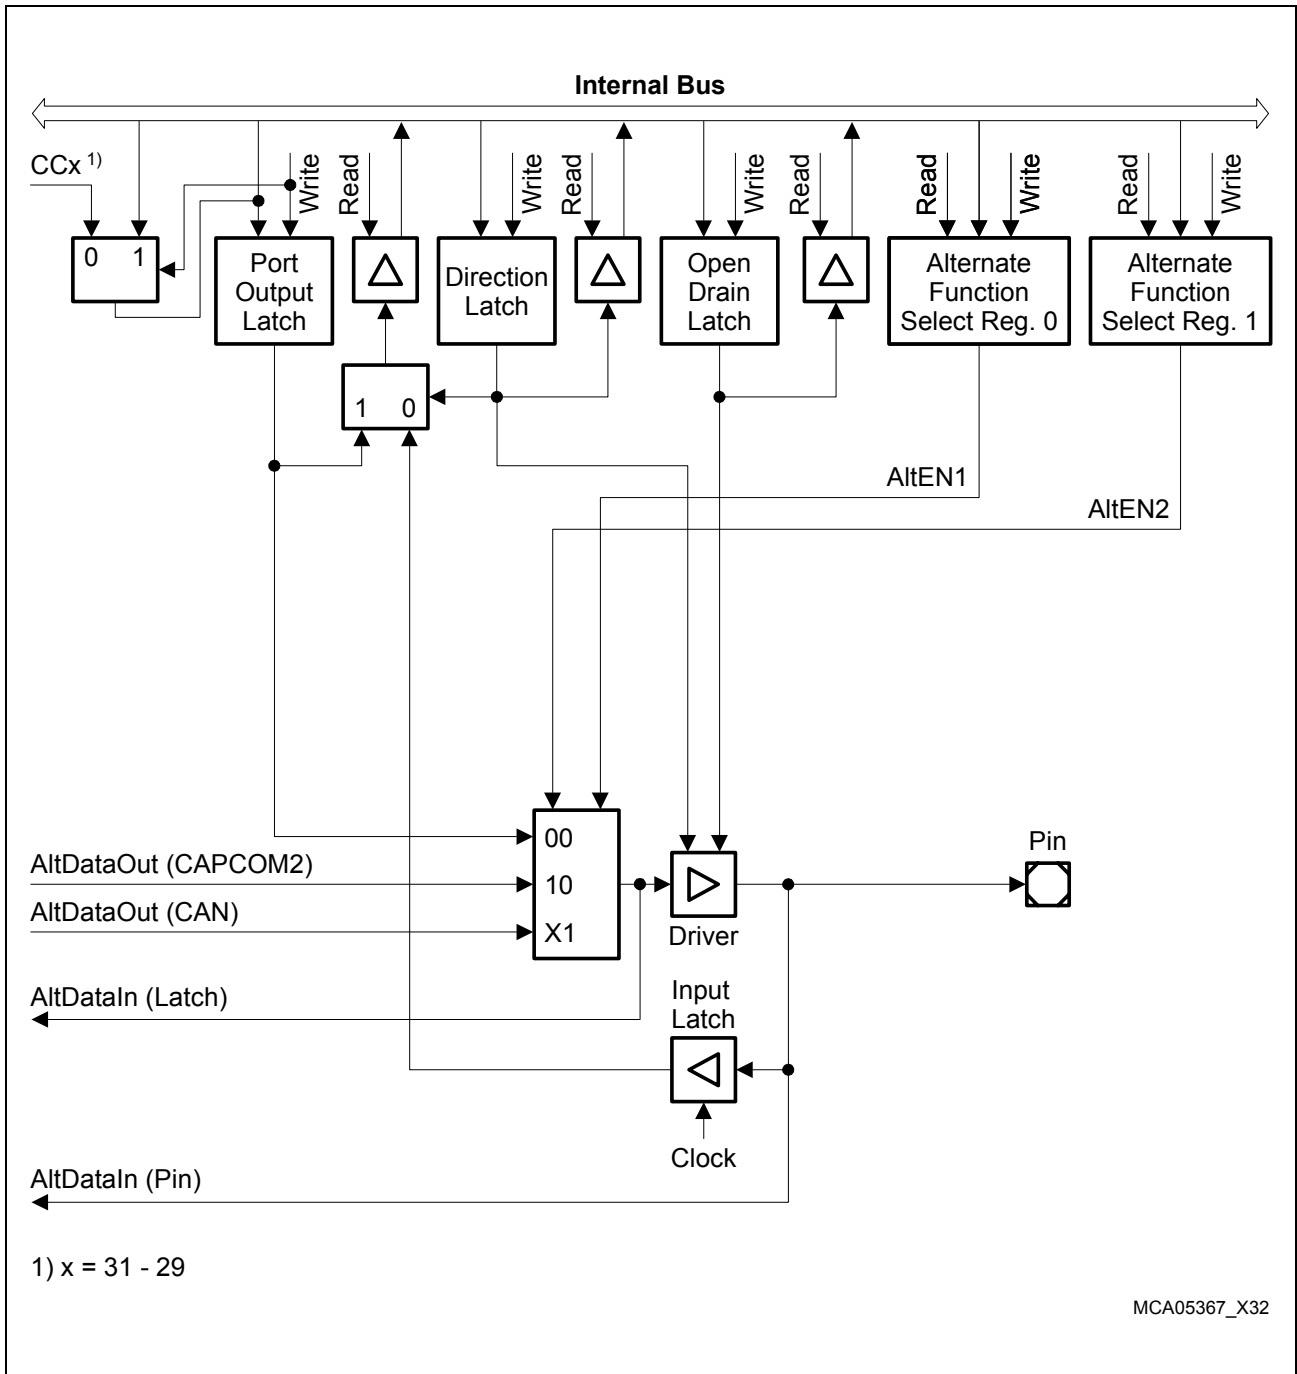 Internal Bus
CCx 1)
Write
Read
Write
Read
Write
Read
Read
Write
Read
Write
0 1
Port
Output
Latch
Direction
Latch
Open
Drain
Latch
Alternate
Function
Select Reg. 0
Alternate
Function
Select Reg. 1
1 0
AltEN1
AltEN2
00
10
X1
AltDataOut (CAPCOM2)
AltDataOut (CAN)
Driver
Pin
AltDataIn (Latch)
Input
Latch
Clock
AltDataIn (Pin)
1) x = 31 - 29
MCA05367_X32